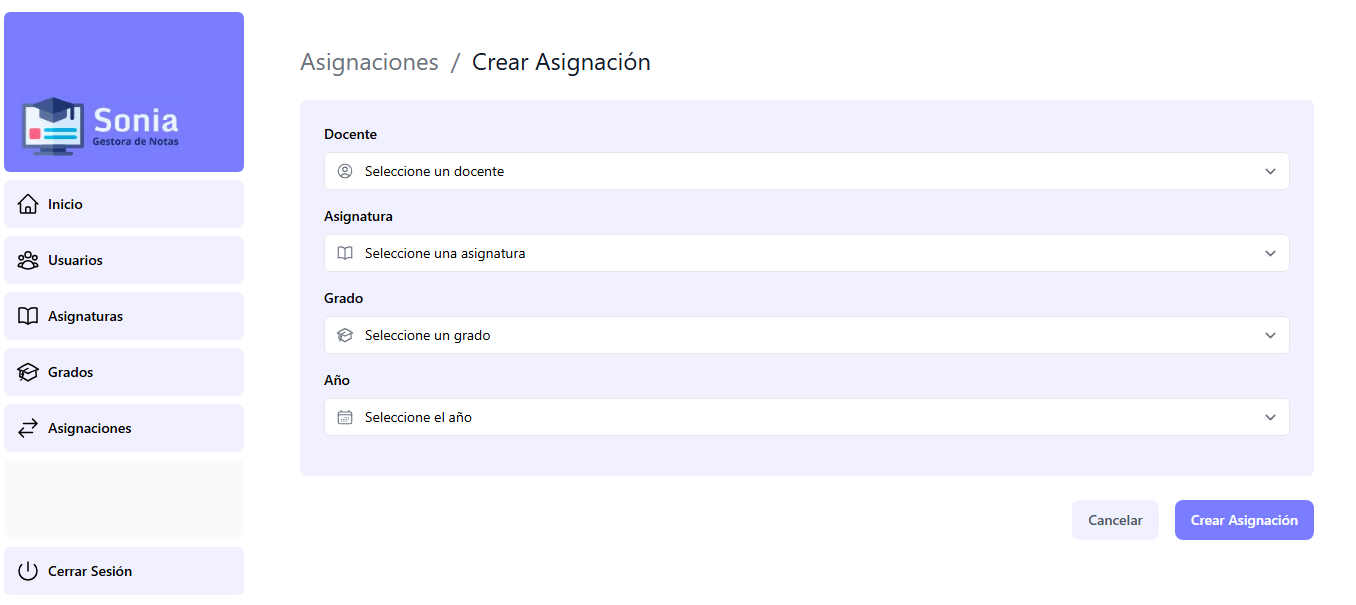 Sonia
Gestora de Notas
Inicio
Usuarios
Asignaturas
Grados
Asignaciones
Cerrar Sesión
Asignaciones / Crear Asignación
Docente
Seleccione un docente
Asignatura
Seleccione una asignatura
Grado
Seleccione un grado
Año
Seleccione el año
Cancelar
Crear Asignación